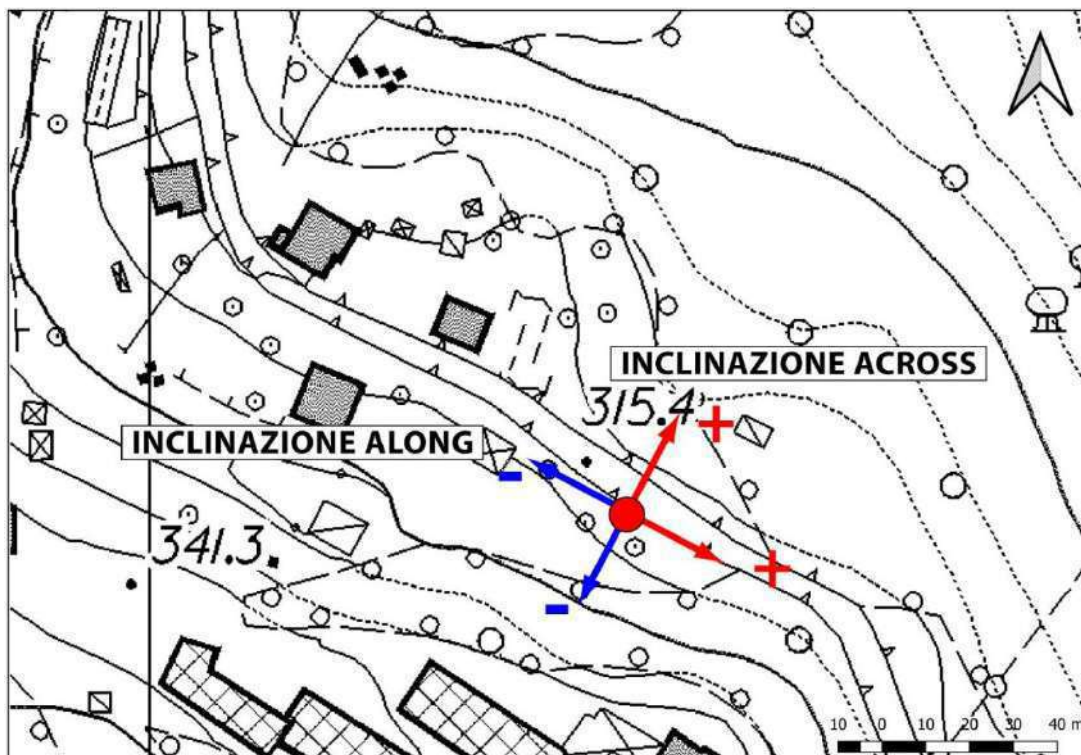 INCLINAZIONE ACROSS
315.4
INCLINAZIONE ALONG
341.3
10 0 10 20 30 40 m